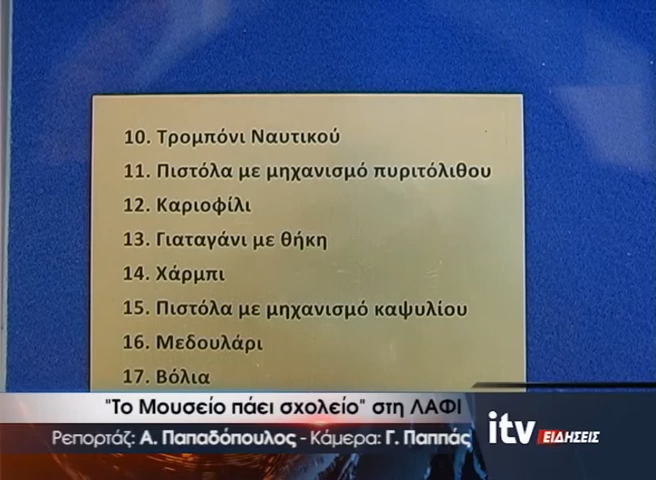 10. Τρομπόνι Ναυτικού
11. Πιστόλα με μηχανισμό πυριτόλιθου
12. Καριοφίλι
13. Γιαταγάνι με θήκη
14. Χάρμπι
15. Πιστόλα με μηχανισμό καψυλίου
16. Μεδουλάρι
17. Βόλια
"Το Μουσείο πάει σχολείο" στη ΛΑΦΙ
Ρεπορτάζ: Α. Παπαδόπουλος - Κάμερα: Γ. Παππάς
itv ΕΙΔΗΣΕΙΣ